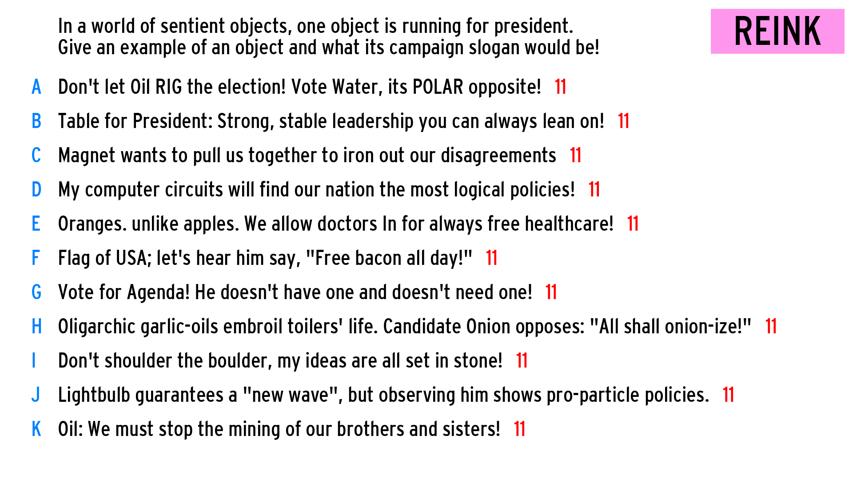 In a world of sentient objects, one object is running for president.
Give an example of an object and what its campaign slogan would be!
REINK
A Don't let Oil RIG the election! Vote Water, its POLAR opposite! 11
B Table for President: Strong, stable leadership you can always lean on! 11
C Magnet wants to pull us together to iron out our disagreements 11
D My computer circuits will find our nation the most logical policies! 11
E Oranges. unlike apples. We allow doctors In for always free healthcare! 11
F Flag of USA; let's hear him say, "Free bacon all day!" 11
G Vote for Agenda! He doesn't have one and doesn't need one! 11
H Oligarchic garlic-oils embroil toilers' life. Candidate Onion opposes: "All shall onion-ize!" 11
I Don't shoulder the boulder, my ideas are all set in stone! 11
J Lightbulb guarantees a "new wave", but observing him shows pro-particle policies. 11
K Oil: We must stop the mining of our brothers and sisters! 11